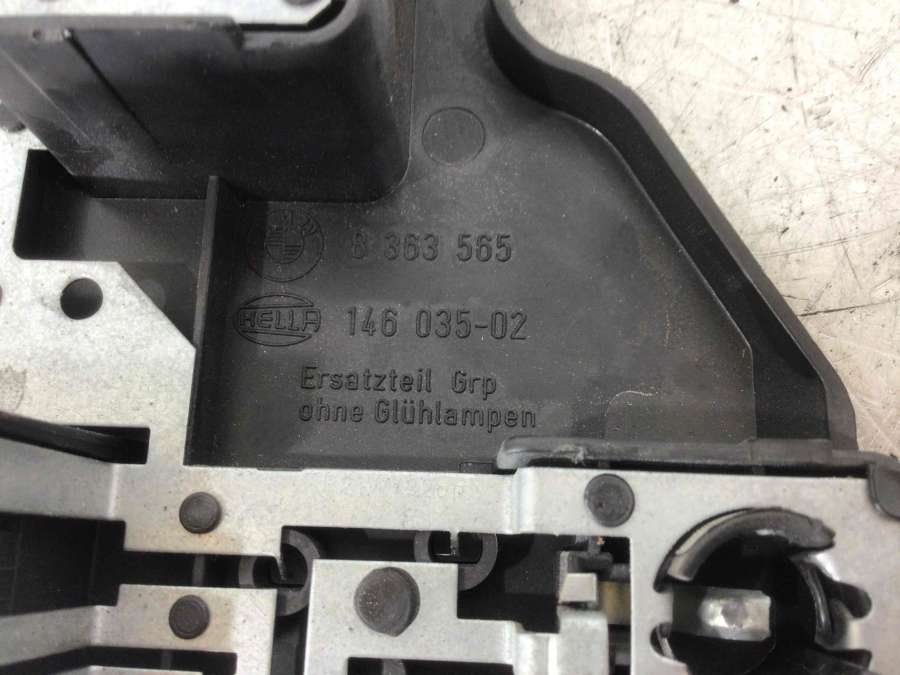 8 363 565
HELLA 146 035-02
Ersatzteil Grp
ohne Glühlampen